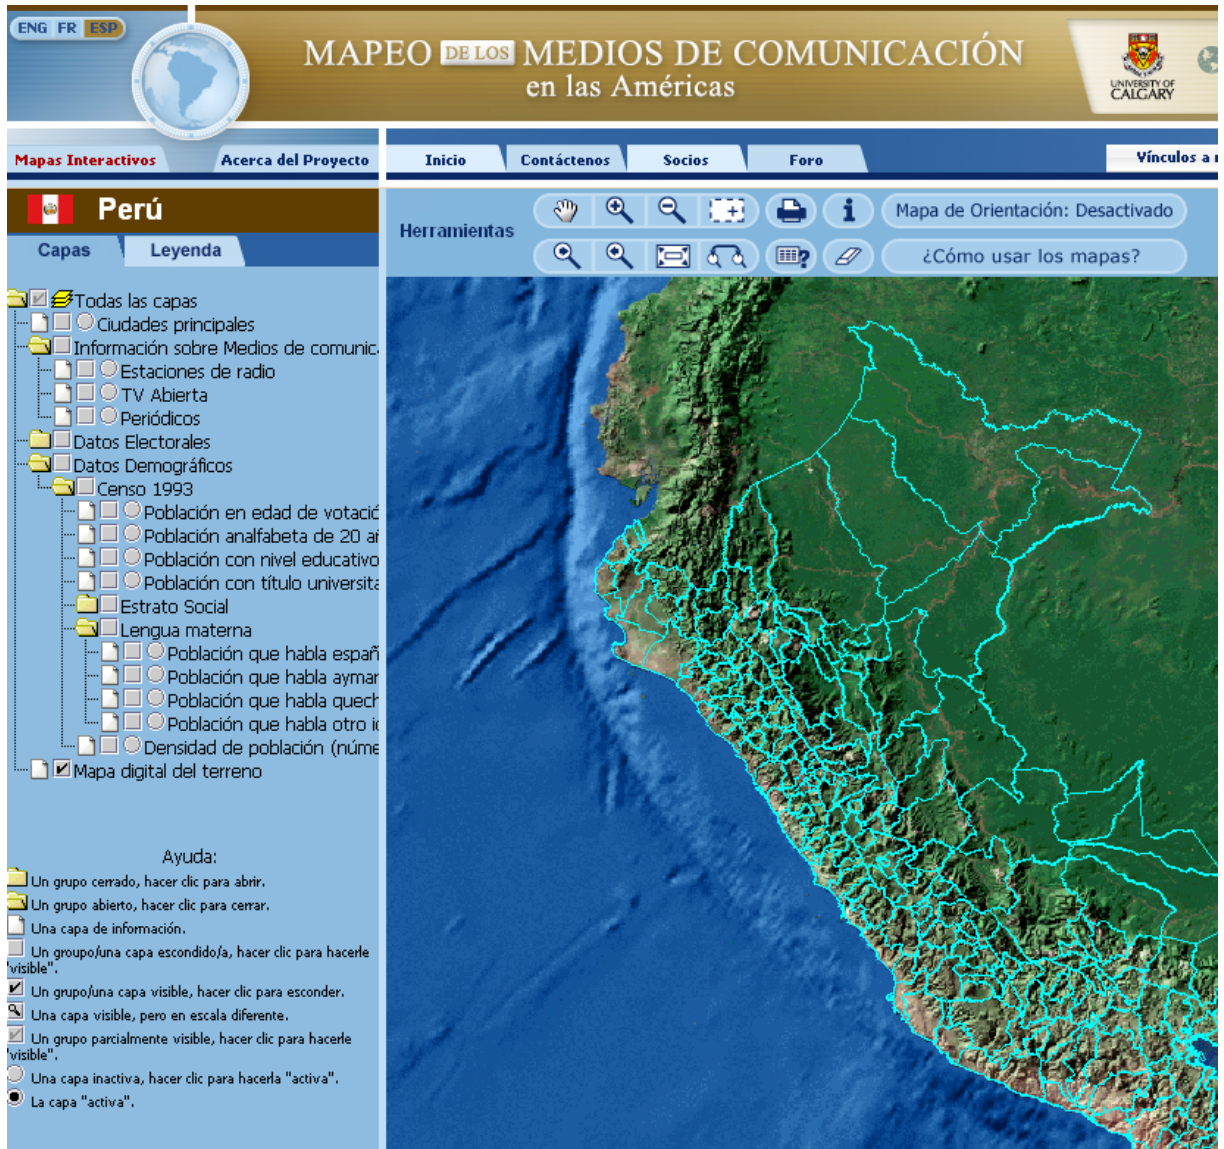 ENG FR ESP
MAPEO DE LOS MEDIOS DE COMUNICACIÓN
en las Américas
UNIVERSITY OF
CALGARY
Mapas Interactivos
Acerca del Proyecto
Inicio
Contáctenos
Socios
Foro
Vínculos a
Perú
Capas
Leyenda
Herramientas
Mapa de Orientación: Desactivado
¿Cómo usar los mapas?
Todas las capas
Ciudades principales
Información sobre Medios de comunic
Estaciones de radio
TV Abierta
Periódicos
Datos Electorales
Datos Demográficos
Censo 1993
Población en edad de votació
Población analfabeta de 20 añ
Población con nivel educativo
Población con título universita
Estrato Social
Lengua materna
Población que habla españ
Población que habla aymar
Población que habla quech
Población que habla otro i
Densidad de población (núme
Mapa digital del terreno
Ayuda:
Un grupo cerrado, hacer clic para abrir.
Un grupo abierto, hacer clic para cerrar.
Una capa de información.
Un groupo/una capa escondido/a, hacer clic para hacerle
"visible".
Un grupo/una capa visible, hacer clic para esconder.
Una capa visible, pero en escala diferente.
Un grupo parcialmente visible, hacer clic para hacerle
"visible".
Una capa inactiva, hacer clic para hacerla "activa".
La capa "activa".